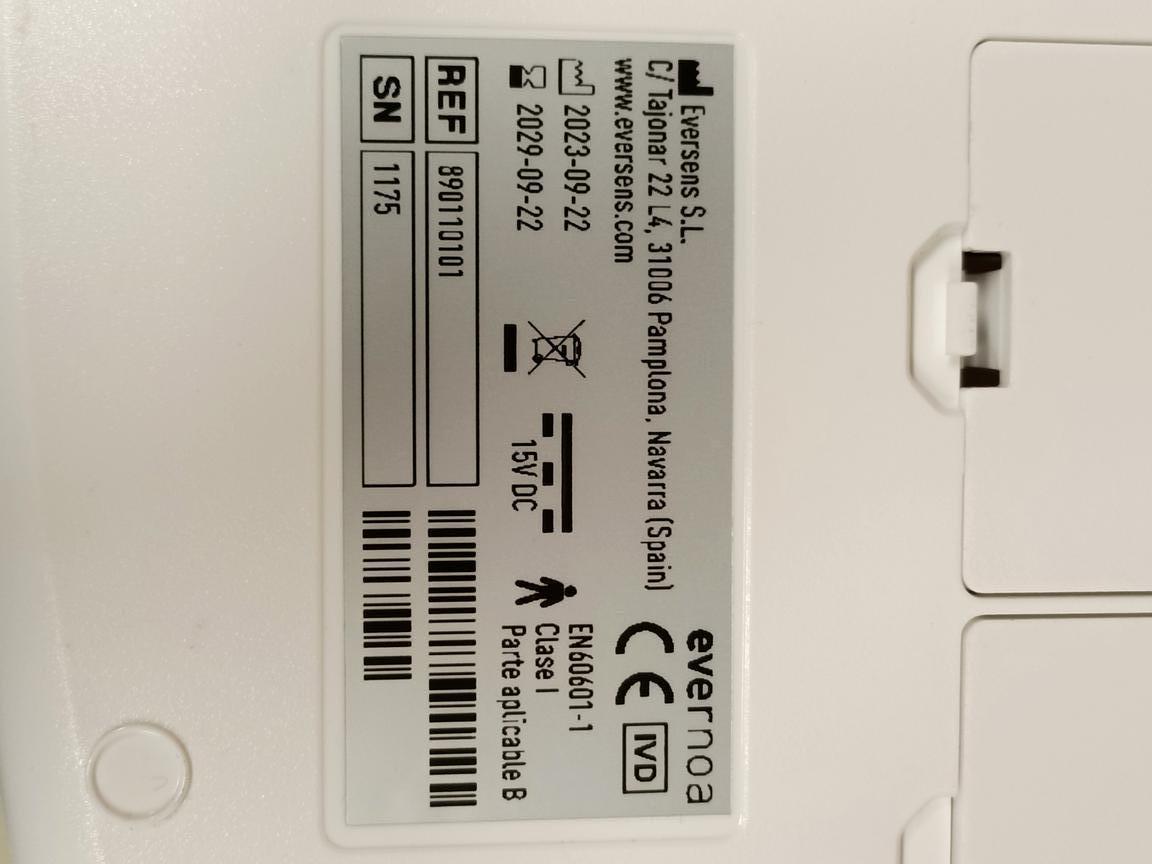 Eversens S.L.
C/ Tajonar 22 L4, 31006 Pamplona, Navarra (Spain)
www.eversens.com
evernoa
CE
IVD
2023-09-22
2029-09-22
15V DC
EN60601-1
Clase I
Parte aplicable B
REF 890110101
SN 1175